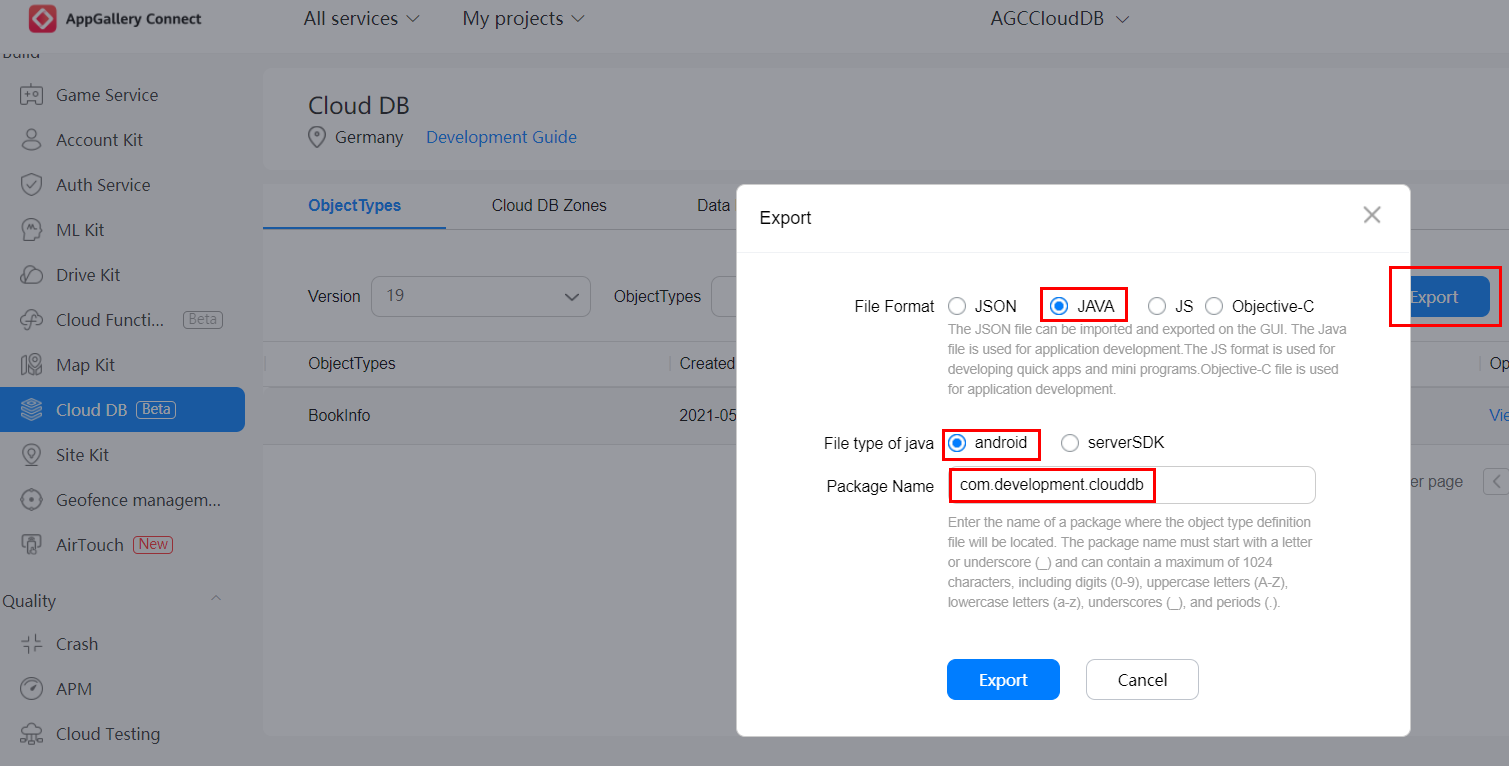 AppGallery Connect
All services
My projects
AGCCloudDB
Build
Game Service
Account Kit
Auth Service
ML Kit
Drive Kit
Cloud Functi...
Beta
Map Kit
Cloud DB
Beta
Site Kit
Geofence managem...
AirTouch
New
Quality
Crash
APM
Cloud Testing
Cloud DB
Germany
Development Guide
ObjectTypes
Cloud DB Zones
Data
Version
19
ObjectTypes
Export
ObjectTypes
Created
Op
BookInfo
2021-05
Vie
er page
Export
File Format
JSON
JAVA
JS
Objective-C
The JSON file can be imported and exported on the GUI. The Java
file is used for application development.The JS format is used for
developing quick apps and mini programs.Objective-C file is used
for application development.
File type of java
android
serverSDK
Package Name
com.development.clouddb
Enter the name of a package where the object type definition
file will be located. The package name must start with a letter
or underscore (_) and can contain a maximum of 1024
characters, including digits (0-9), uppercase letters (A-Z),
lowercase letters (a-z), underscores (_), and periods (.).
Export
Cancel